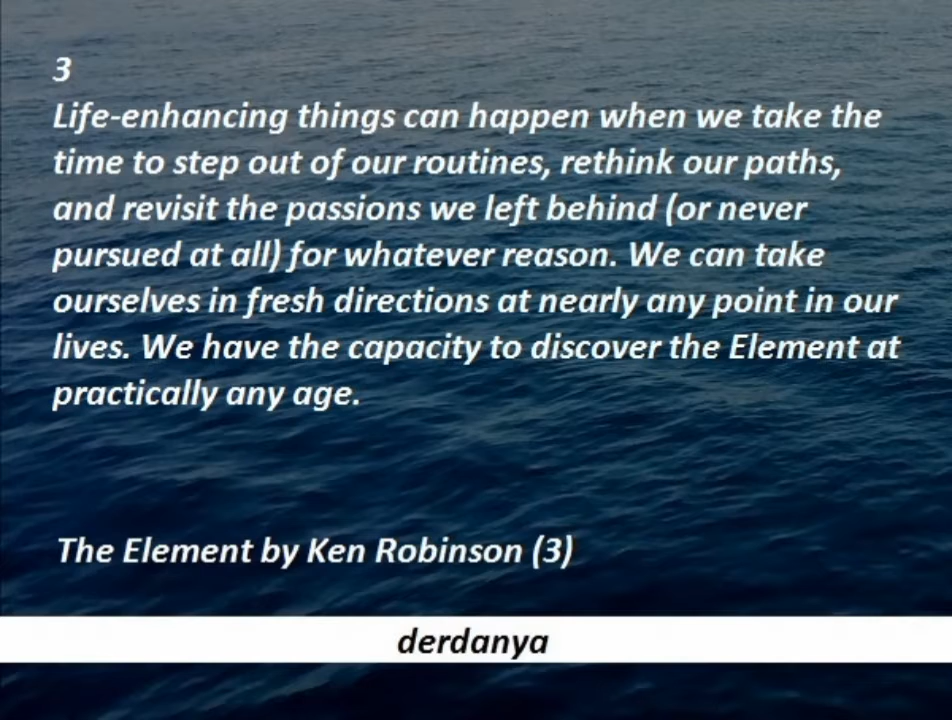 3
Life-enhancing things can happen when we take the
time to step out of our routines, rethink our paths,
and revisit the passions we left behind (or never
pursued at all) for whatever reason. We can take
ourselves in fresh directions at nearly any point in our
lives. We have the capacity to discover the Element at
practically any age.
The Element by Ken Robinson (3)
derdanya